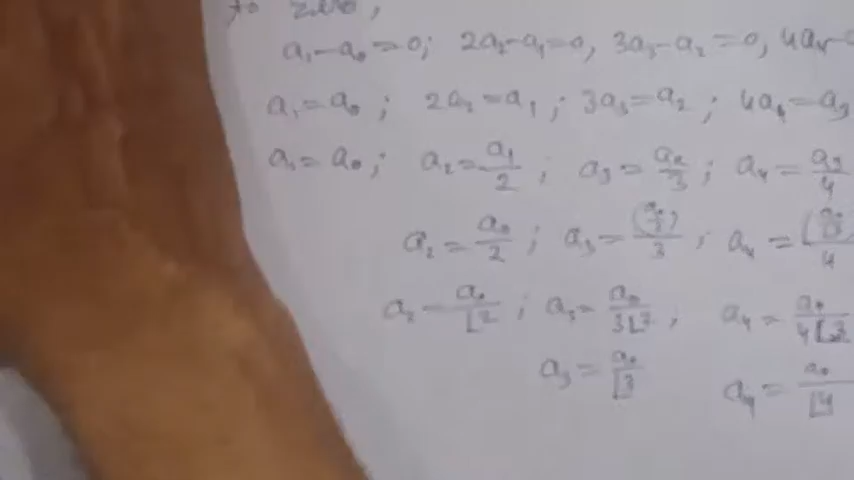 to zero,
a₁-a₀=0; 2a₂-a₁=0, 3a₃-a₂=0, 4a₄-
a₁=a₀; 2a₂=a₁; 3a₃=a₂; 4a₄=a₃
a₁=a₀; a₂=a₁/2; a₃=a₂/3; a₄=a₃/4
a₂=a₀/2; a₃=(a₀/2)/3; a₄=
a₂=a₀/⌊2; a₃=a₀/3⌊2; a₄=a₀/4⌊3
a₃=a₀/⌊3
a₄=a₀/⌊4